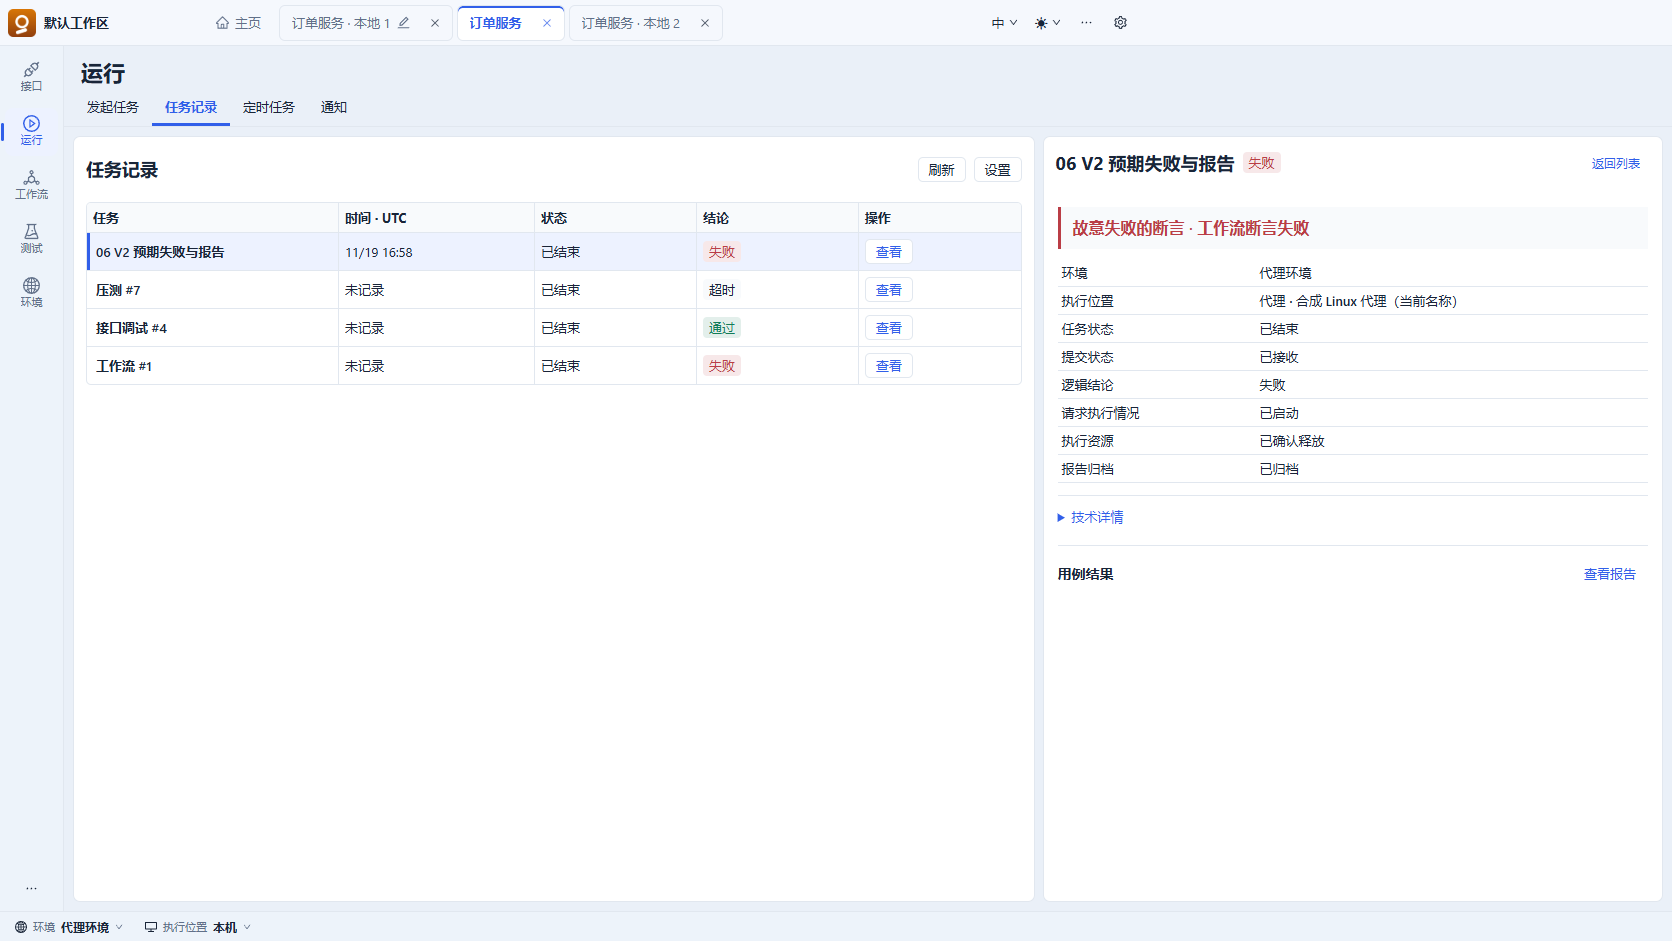 默认工作区
主页
订单服务 · 本地 1
订单服务
订单服务 · 本地 2
中
接口
运行
工作流
测试
环境
运行
发起任务
任务记录
定时任务
通知
任务记录
刷新
设置
任务 时间 · UTC 状态 结论 操作
06 V2 预期失败与报告 11/19 16:58 已结束 失败 查看
压测 #7 未记录 已结束 超时 查看
接口调试 #4 未记录 已结束 通过 查看
工作流 #1 未记录 已结束 失败 查看
06 V2 预期失败与报告 失败
返回列表
故意失败的断言 · 工作流断言失败
环境 代理环境
执行位置 代理 · 合成 Linux 代理（当前名称）
任务状态 已结束
提交状态 已接收
逻辑结论 失败
请求执行情况 已启动
执行资源 已确认释放
报告归档 已归档
技术详情
用例结果
查看报告
环境 代理环境
执行位置 本机